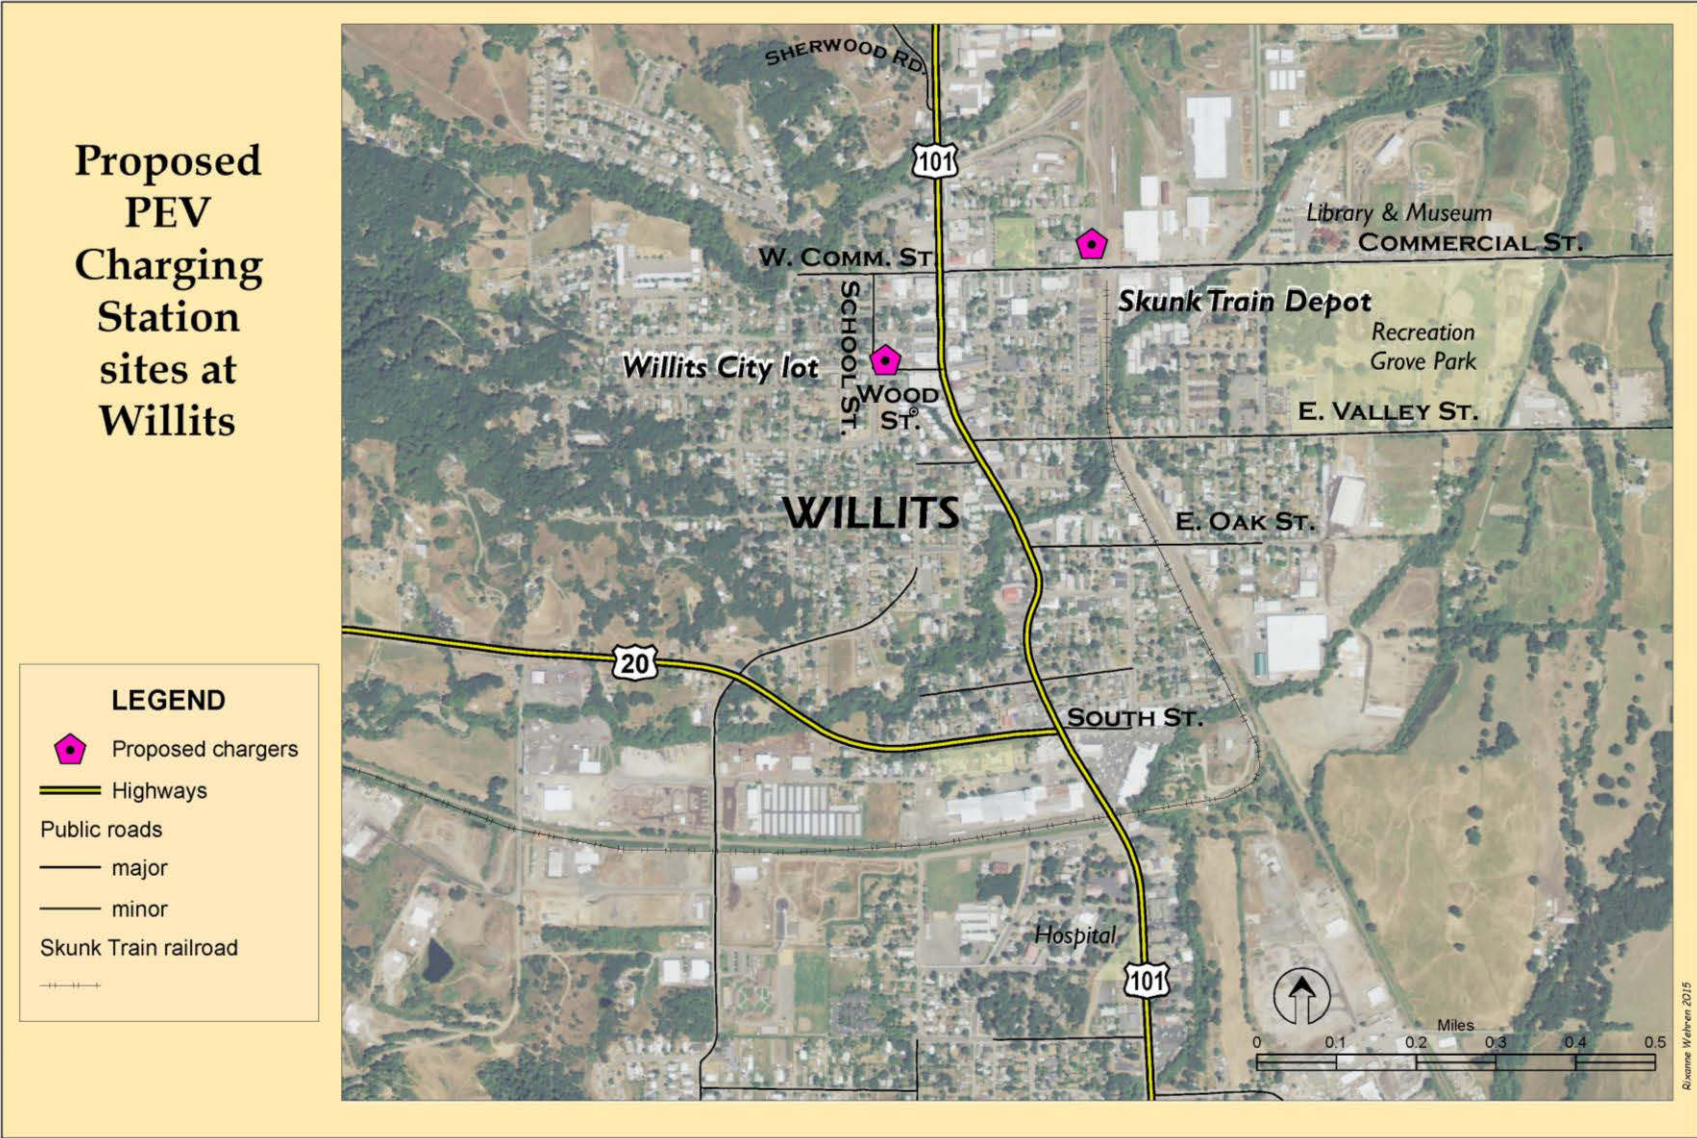 Proposed
PEV
Charging
Station
sites at
Willits
LEGEND
Proposed chargers
Highways
Public roads
major
minor
Skunk Train railroad
SHERWOOD RD.
101
Library & Museum
COMMERCIAL ST.
W. COMM. ST.
SCHOOL ST.
Skunk Train Depot
Recreation
Grove Park
Willits City lot
WOOD
ST.
E. VALLEY ST.
WILLITS
E. OAK ST.
20
SOUTH ST.
Hospital
101
Miles
0 0.1 0.2 0.3 0.4 0.5
Rixanne Wehren 2015